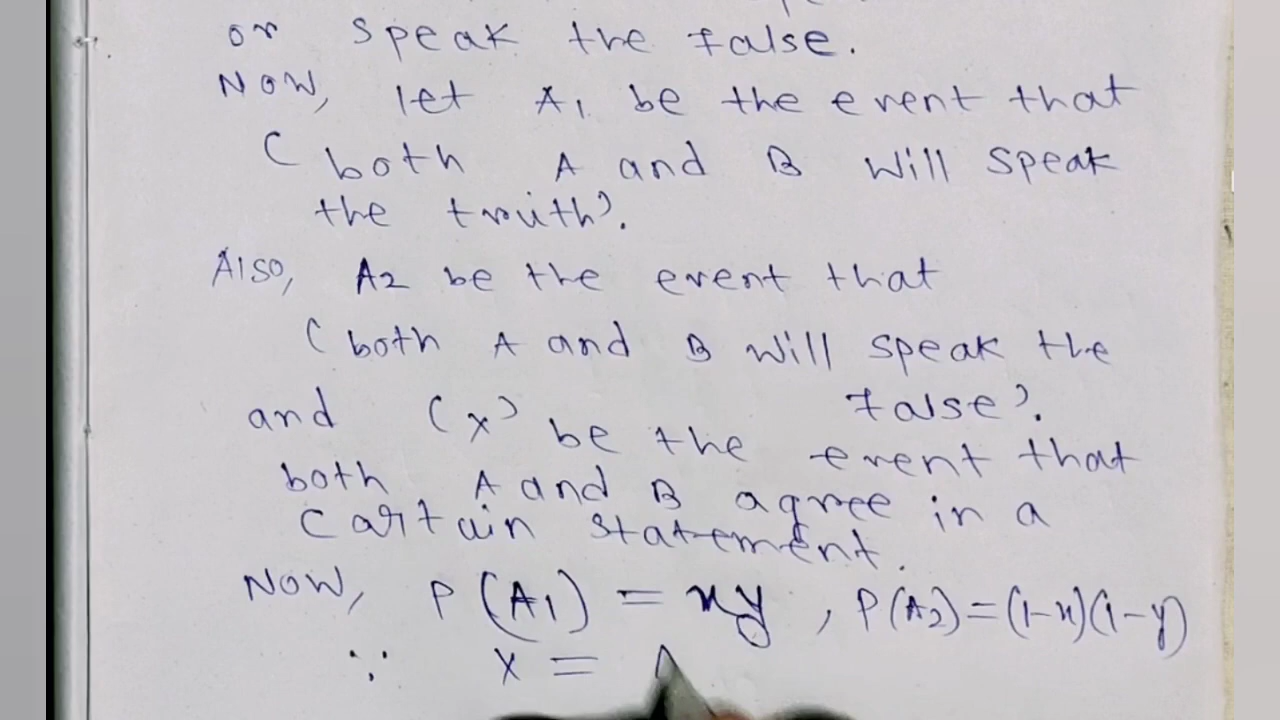 or speak the false.
Now, let A1 be the event that
( both A and B will speak
the truth).
Also, A2 be the event that
( both A and B will speak the
false).
and (x) be the event that
both A and B agree in a
cartain statement.
Now, P(A1) = xy, P(A2)=(1-x)(1-y)
∵ x =